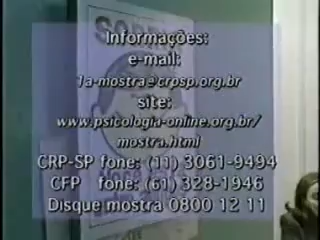 Informações:
e-mail:
1a-mostra@crpsp.org.br
site:
www.psicologia-online.org.br/
mostra.html
CRP-SP fone: (11) 3061-9494
CFP fone: (61) 328-1946
Disque mostra 0800 12 11